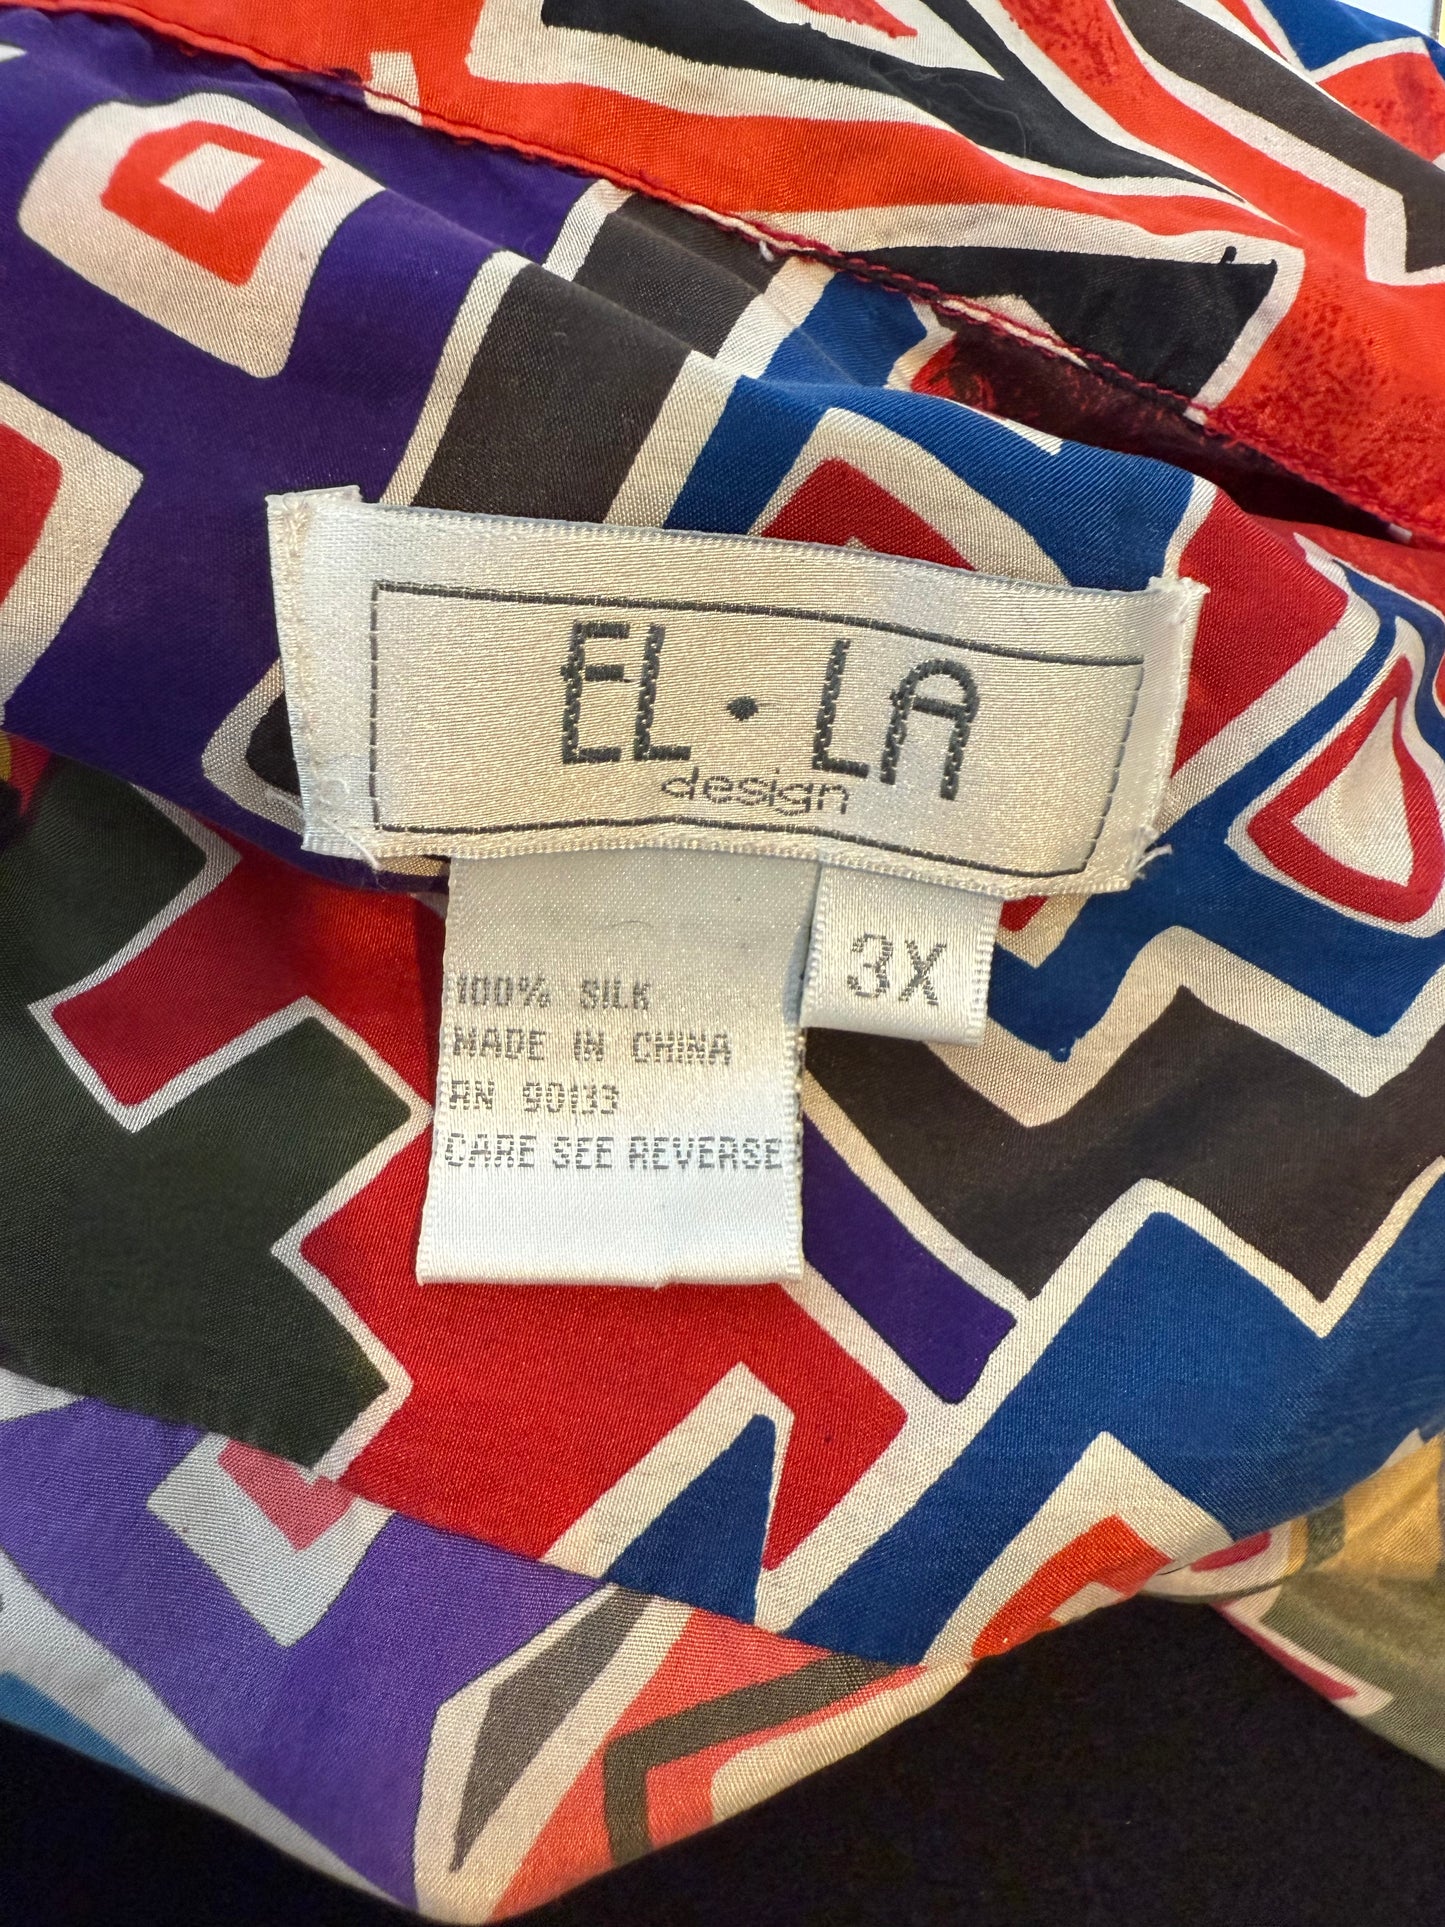 EL·LA
design
3X
100% SILK
MADE IN CHINA
RN 90133
CARE SEE REVERSE